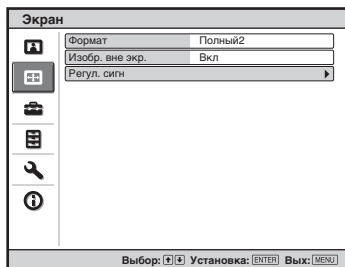 Экран
Формат Полный2
Изобр. вне экр. Вкл
Регул. сигн
Выбор: Установка: ENTER Вых: MENU